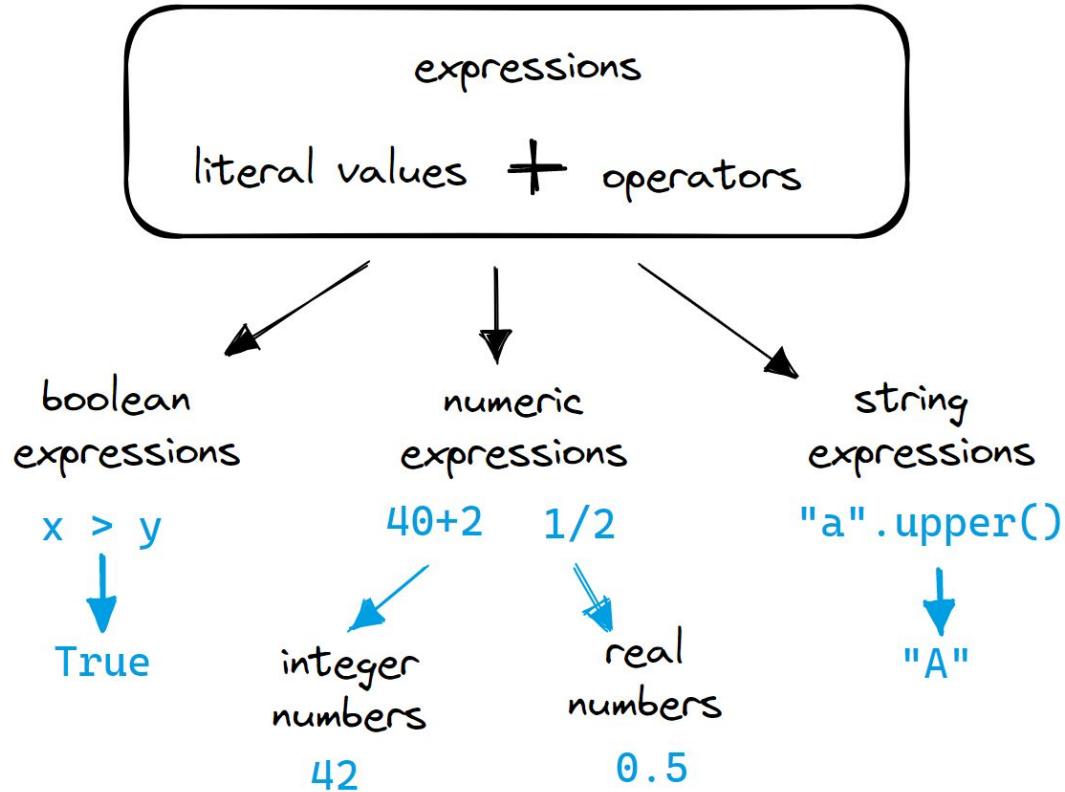 expressions
literal values + operators
boolean
expressions
x > y
True
numeric
expressions
40+2 1/2
integer
numbers
42
real
numbers
0.5
string
expressions
"a".upper()
"A"